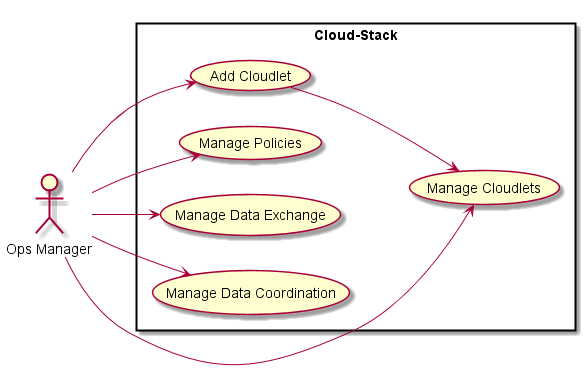 Cloud-Stack
Add Cloudlet
Manage Policies
Manage Cloudlets
Manage Data Exchange
Ops Manager
Manage Data Coordination